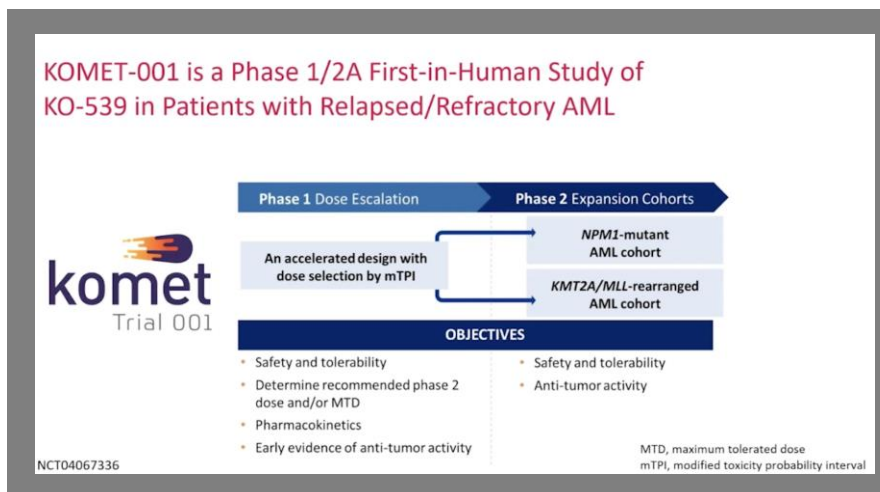 KOMET-001 is a Phase 1/2A First-in-Human Study of
KO-539 in Patients with Relapsed/Refractory AML
komet
Trial 001
Phase 1 Dose Escalation
Phase 2 Expansion Cohorts
An accelerated design with
dose selection by mTPI
NPM1-mutant
AML cohort
KMT2A/MLL-rearranged
AML cohort
OBJECTIVES
• Safety and tolerability
• Determine recommended phase 2
dose and/or MTD
• Pharmacokinetics
• Early evidence of anti-tumor activity
• Safety and tolerability
• Anti-tumor activity
NCT04067336
MTD, maximum tolerated dose
mTPI, modified toxicity probability interval